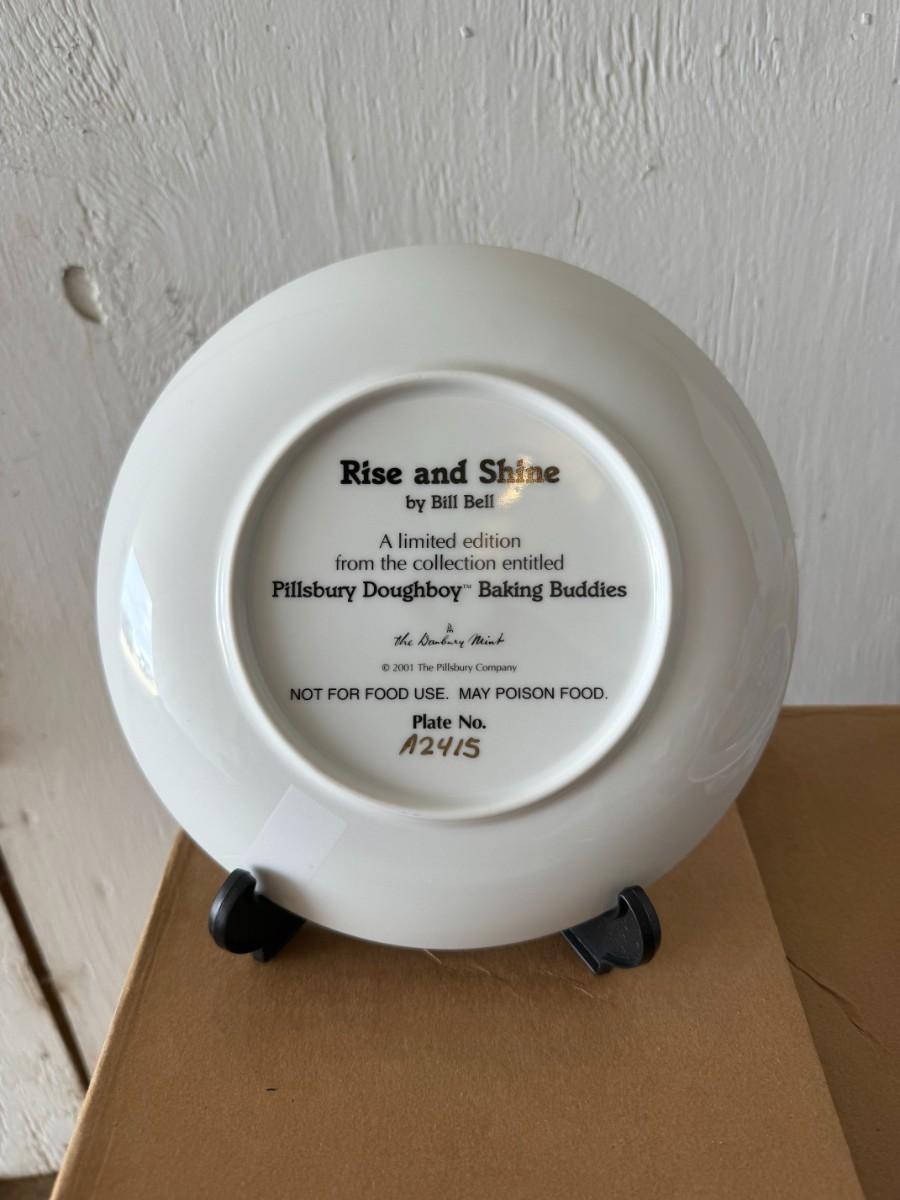 Rise and Shine
by Bill Bell
A limited edition
from the collection entitled
Pillsbury Doughboy™ Baking Buddies
The Danbury Mint
© 2001 The Pillsbury Company
NOT FOR FOOD USE. MAY POISON FOOD.
Plate No.
A2415